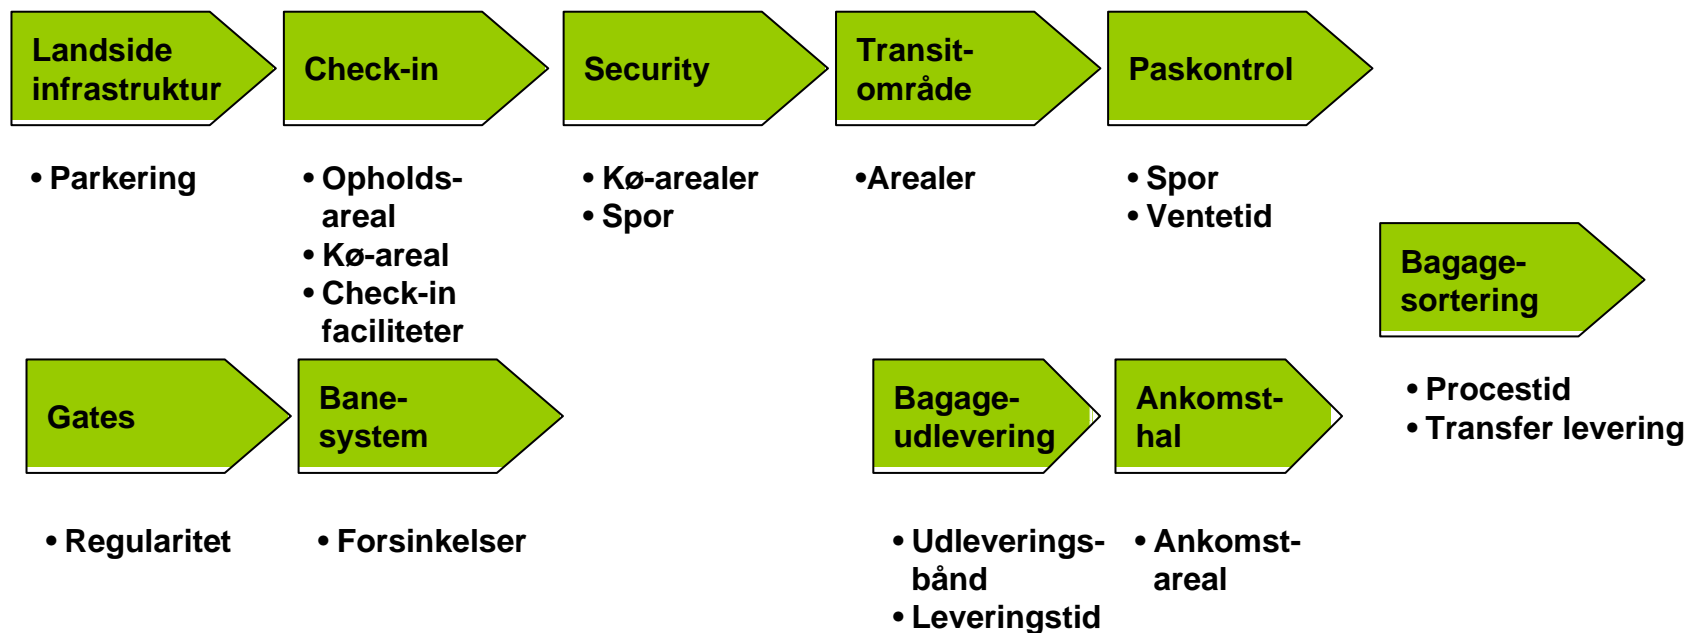 Landside
infrastruktur
Check-in
Security
Transit-
område
Paskontrol
• Parkering
• Opholds-
areal
• Kø-areal
• Check-in
faciliteter
• Kø-arealer
• Spor
•Arealer
• Spor
• Ventetid
Bagage-
sortering
• Procestid
• Transfer levering
Gates
Bane-
system
Bagage-
udlevering
Ankomst-
hal
• Regularitet
• Forsinkelser
• Udleverings-
bånd
• Leveringstid
• Ankomst-
areal